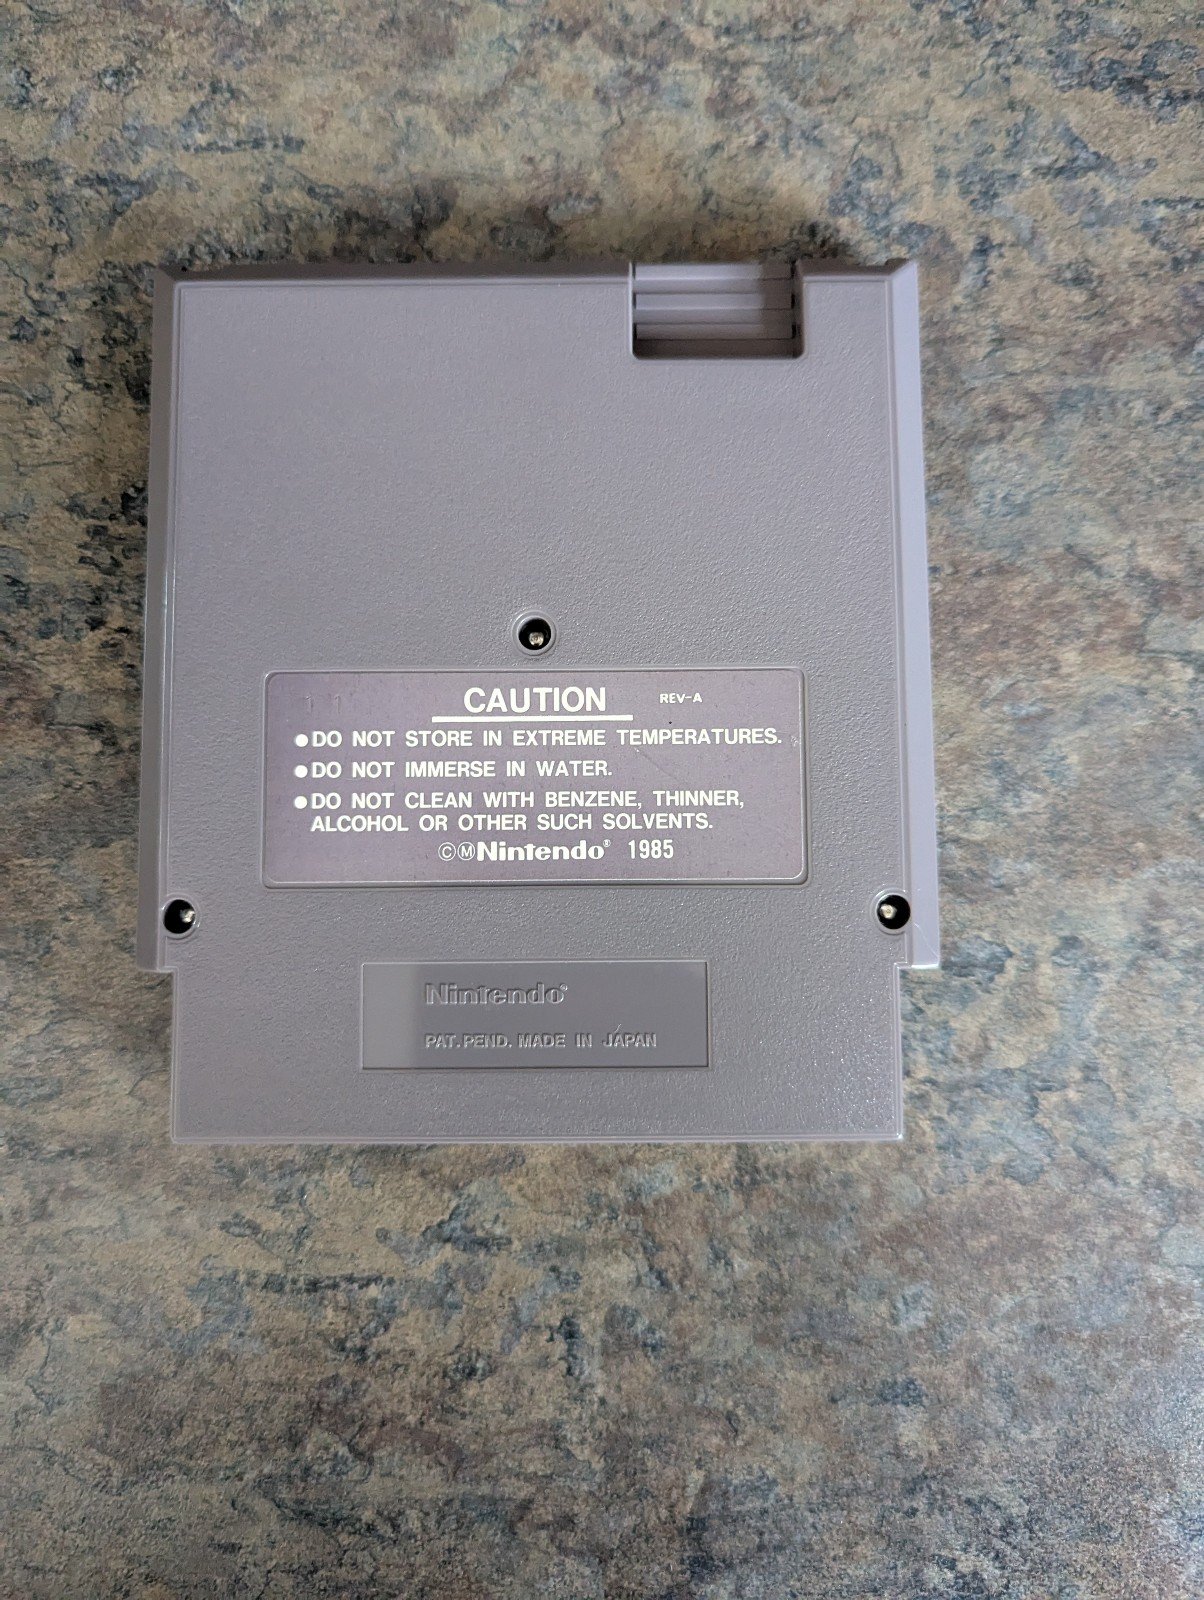 11
CAUTION REV-A
●DO NOT STORE IN EXTREME TEMPERATURES.
●DO NOT IMMERSE IN WATER.
●DO NOT CLEAN WITH BENZENE, THINNER,
ALCOHOL OR OTHER SUCH SOLVENTS.
©Ⓜ Nintendo® 1985
Nintendo®
PAT. PEND. MADE IN JAPAN